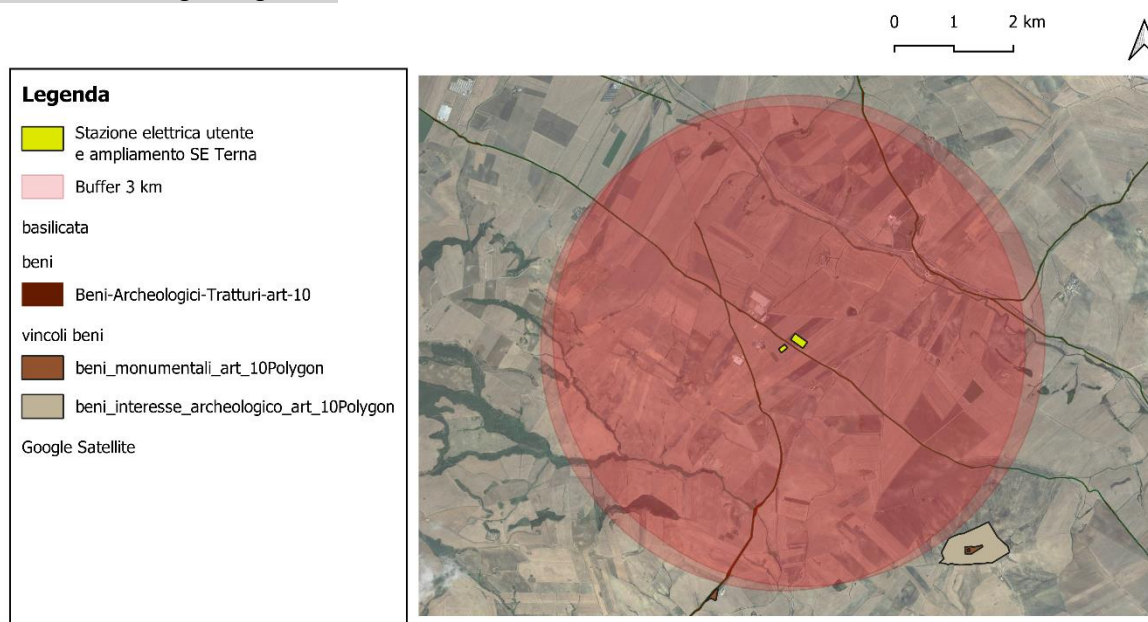 0 1 2 km
Legenda
Stazione elettrica utente
e ampliamento SE Terna
Buffer 3 km
basilicata
beni
Beni-Archeologici-Tratturi-art-10
vincoli beni
beni_monumentali_art_10Polygon
beni_interesse_archeologico_art_10Polygon
Google Satellite